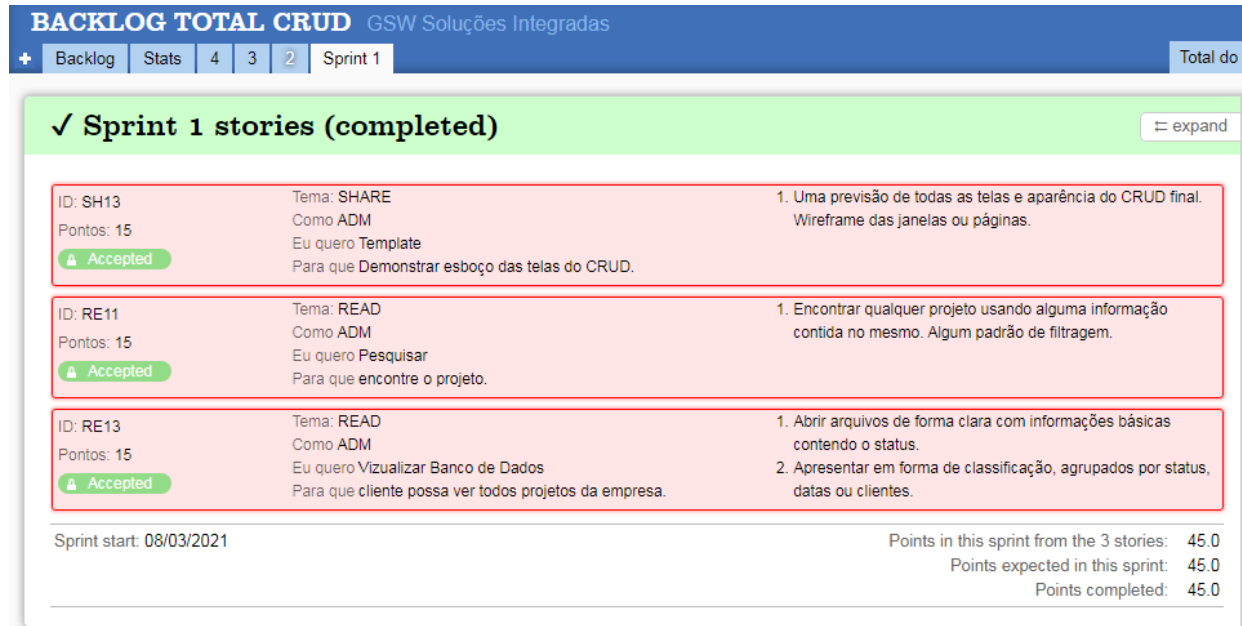 BACKLOG TOTAL CRUD GSW Soluções Integradas
+ Backlog Stats 4 3 2 Sprint 1 Total do
✓ Sprint 1 stories (completed)
expand
ID: SH13
Pontos: 15
Accepted
Tema: SHARE
Como ADM
Eu quero Template
Para que Demonstrar esboço das telas do CRUD.
1. Uma previsão de todas as telas e aparência do CRUD final.
Wireframe das janelas ou páginas.
ID: RE11
Pontos: 15
Accepted
Tema: READ
Como ADM
Eu quero Pesquisar
Para que encontre o projeto.
1. Encontrar qualquer projeto usando alguma informação
contida no mesmo. Algum padrão de filtragem.
ID: RE13
Pontos: 15
Accepted
Tema: READ
Como ADM
Eu quero Vizualizar Banco de Dados
Para que cliente possa ver todos projetos da empresa.
1. Abrir arquivos de forma clara com informações básicas
contendo o status.
2. Apresentar em forma de classificação, agrupados por status,
datas ou clientes.
Sprint start: 08/03/2021
Points in this sprint from the 3 stories: 45.0
Points expected in this sprint: 45.0
Points completed: 45.0